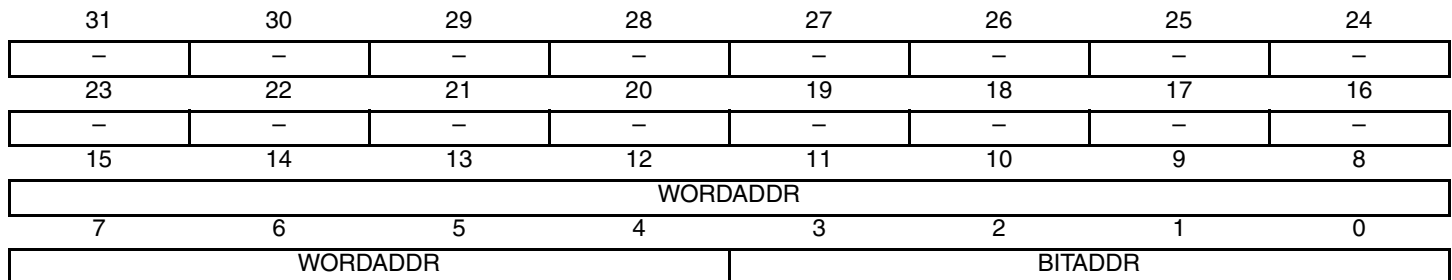 31 30 29 28 27 26 25 24
– – – – – – – –
23 22 21 20 19 18 17 16
– – – – – – – –
15 14 13 12 11 10 9 8
WORDADDR
7 6 5 4 3 2 1 0
WORDADDR BITADDR